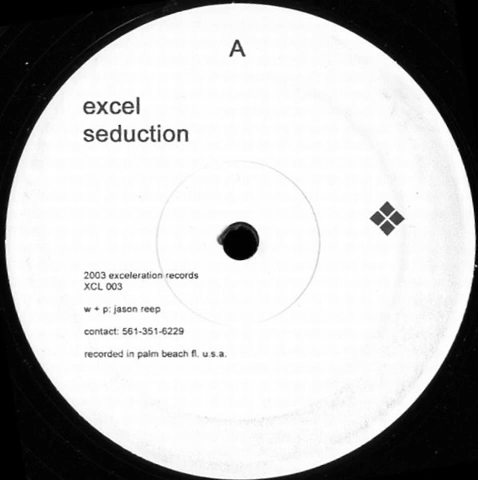 A
excel
seduction
2003 exceleration records
XCL 003
w + p: jason reep
contact: 561-351-6229
recorded in palm beach fl. u.s.a.